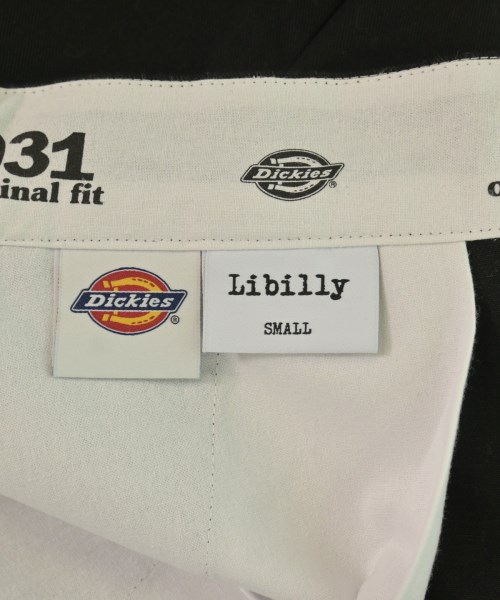 931
inal fit
Dickies
®
o
Dickies
®
Libilly
SMALL